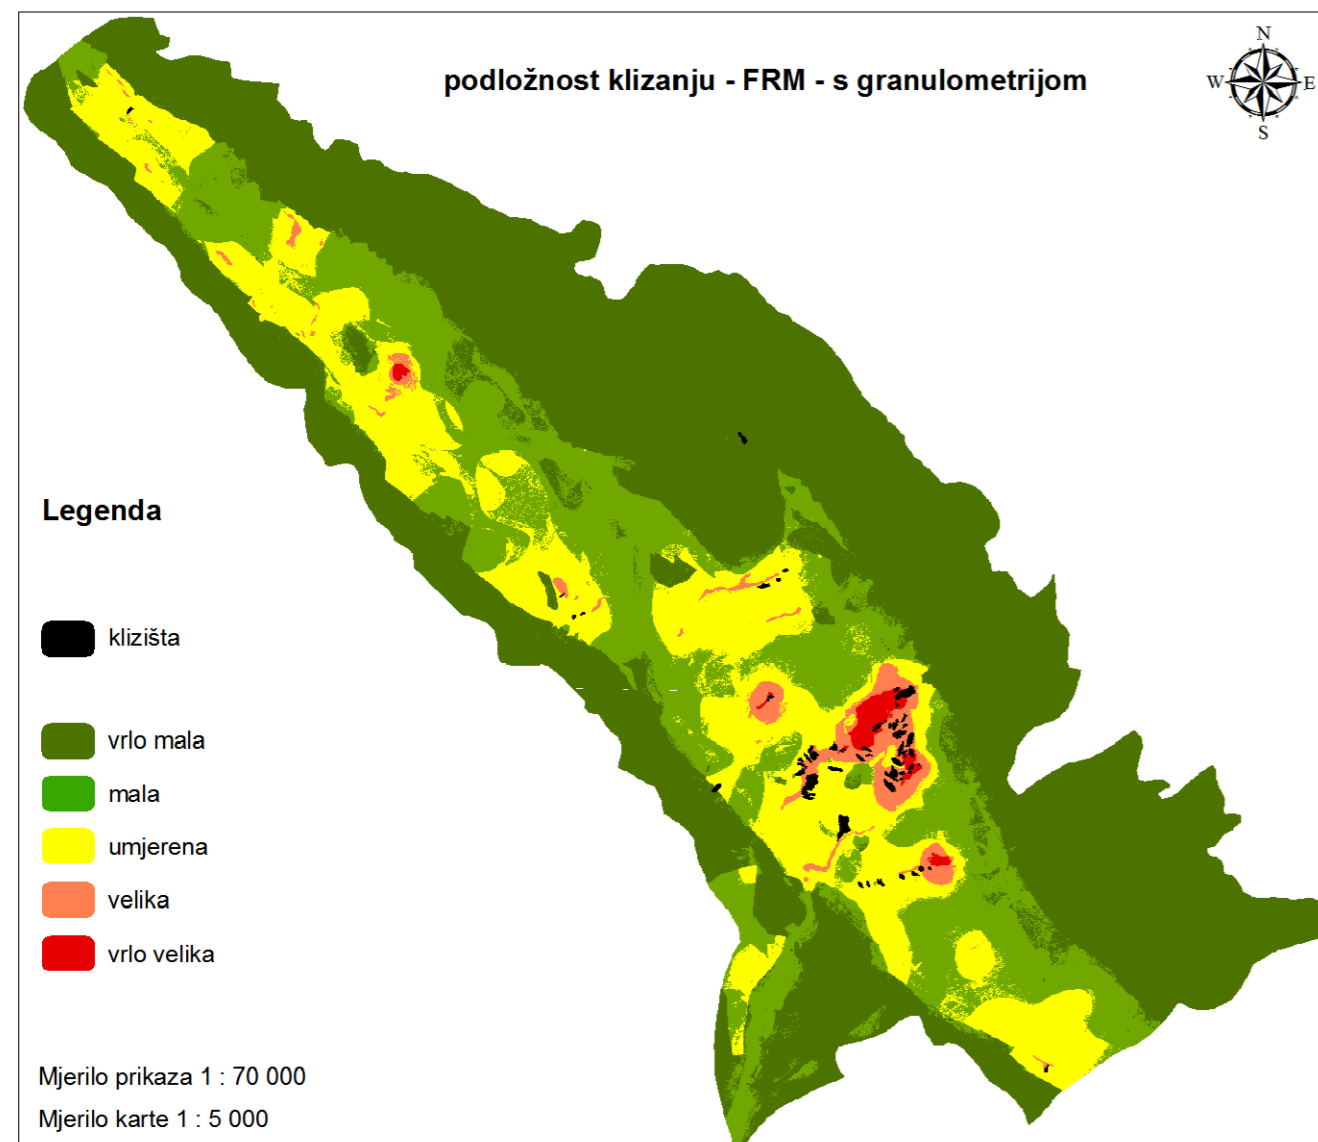 podložnost klizanju - FRM - s granulometrijom
N
W E
S
Legenda
klizišta
vrlo mala
mala
umjerena
velika
vrlo velika
Mjerilo prikaza 1 : 70 000
Mjerilo karte 1 : 5 000